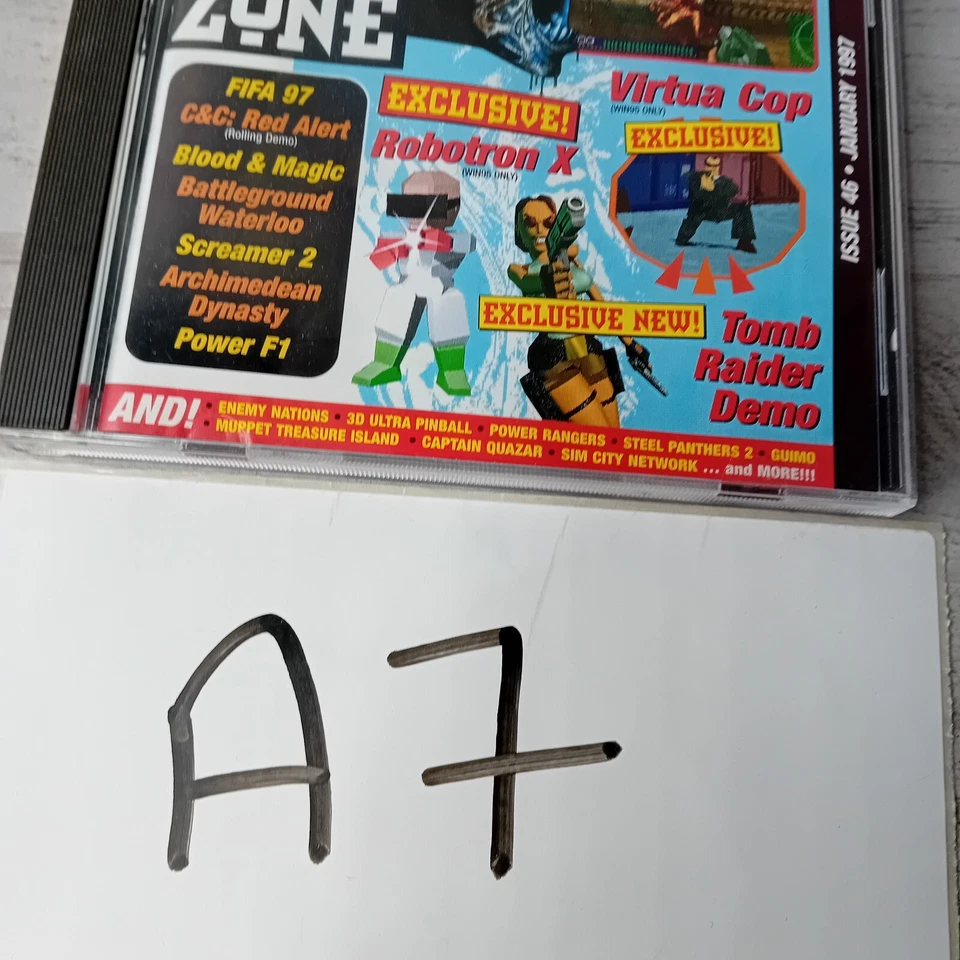 ZONE
FIFA 97
C&C: Red Alert
(Rolling Demo)
Blood & Magic
Battleground
Waterloo
Screamer 2
Archimedean
Dynasty
Power F1
EXCLUSIVE!
Robotron X
(WIN95 ONLY)
Virtua Cop
(WIN95 ONLY)
EXCLUSIVE!
EXCLUSIVE NEW!
Tomb
Raider
Demo
AND! • ENEMY NATIONS • 3D ULTRA PINBALL • POWER RANGERS • STEEL PANTHERS 2 • GUIMO
• MUPPET TREASURE ISLAND • CAPTAIN QUAZAR • SIM CITY NETWORK ... and MORE!!!
ISSUE 46 • JANUARY 1997
A7